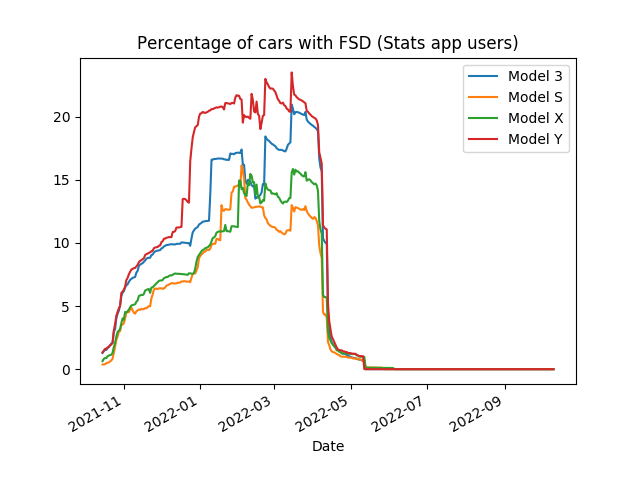 Percentage of cars with FSD (Stats app users)
Model 3
Model S
Model X
Model Y
20
15
10
5
0
2021-11
2022-01
2022-03
2022-05
2022-07
2022-09
Date